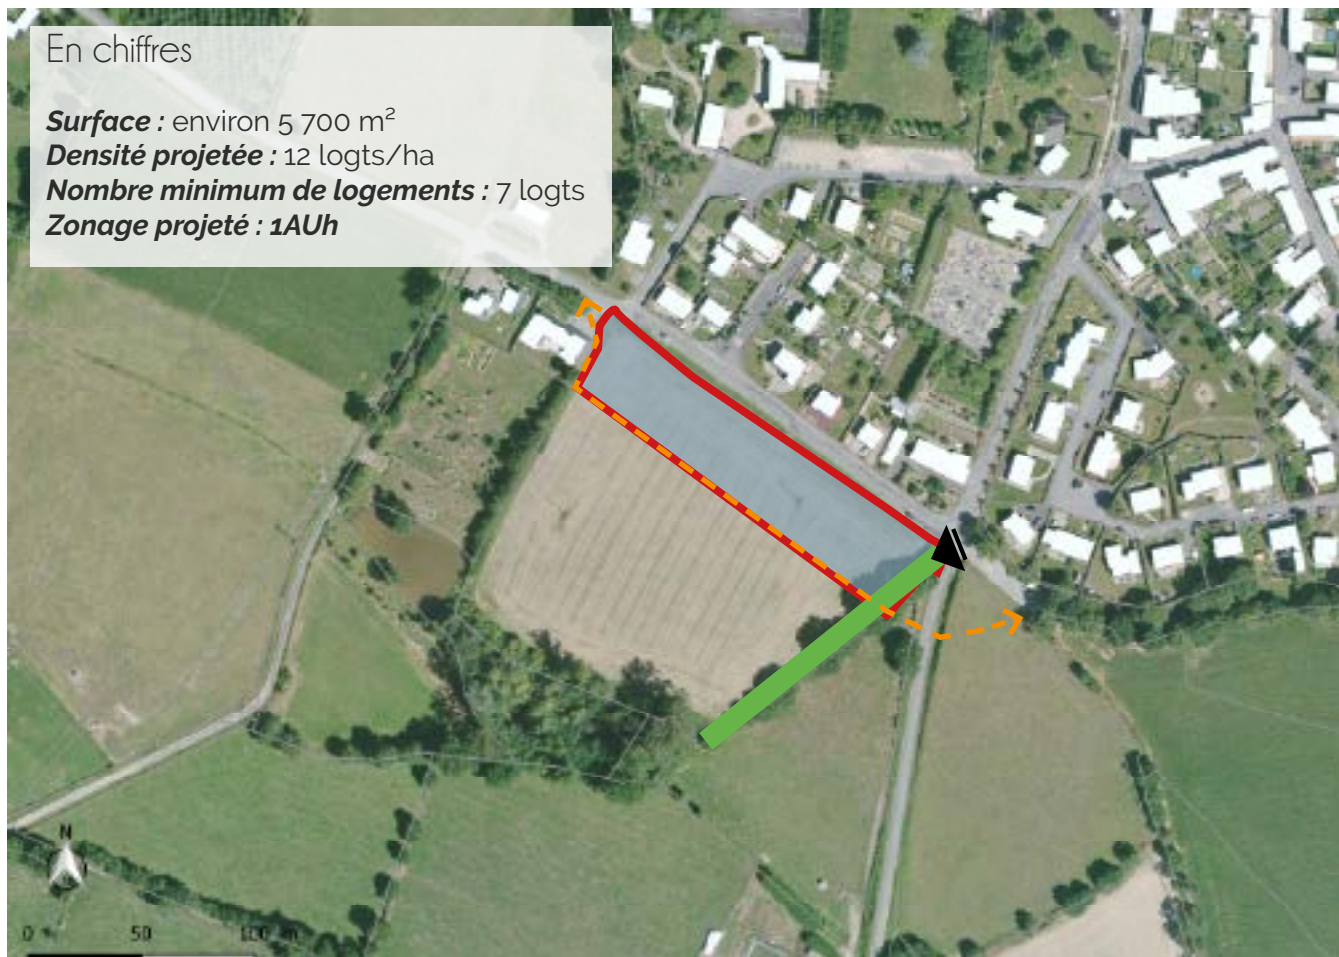 En chiffres
Surface : environ 5 700 m²
Densité projetée : 12 logts/ha
Nombre minimum de logements : 7 logts
Zonage projeté : 1AUh
N
0 50 100 m